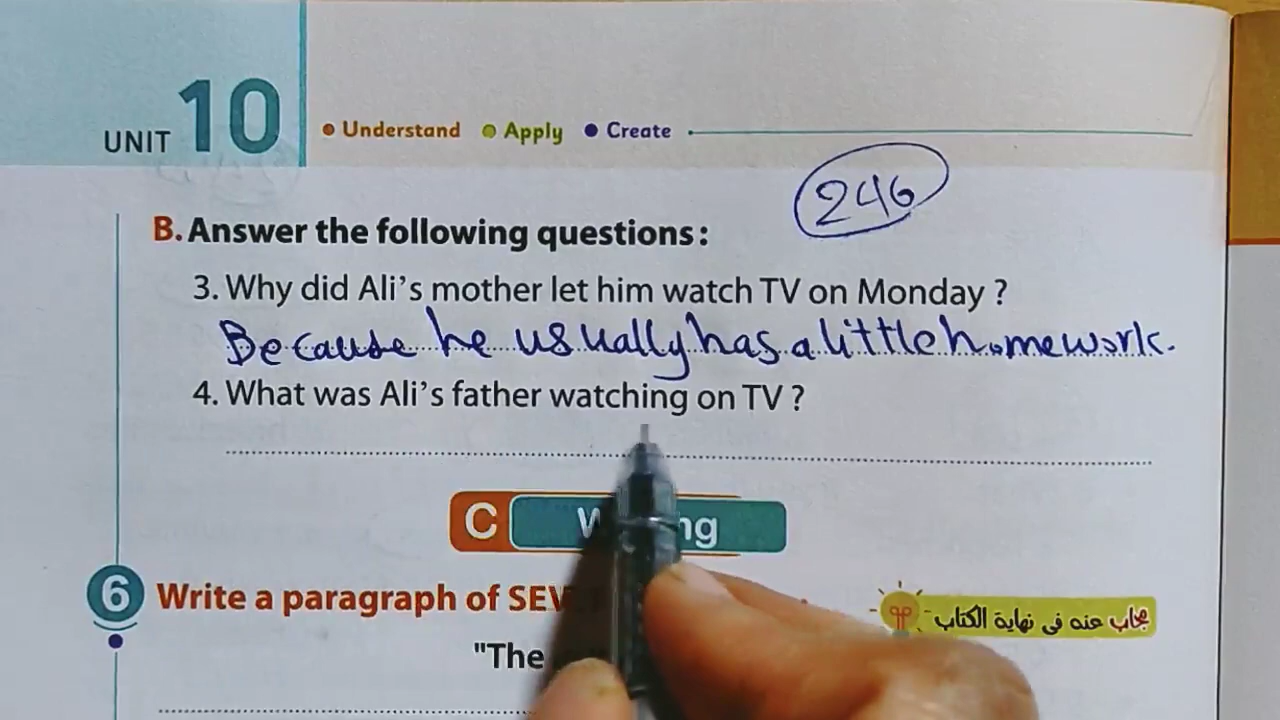 UNIT 10
Understand Apply Create
246
B. Answer the following questions:
3. Why did Ali's mother let him watch TV on Monday ?
Because he usually has a little homework.
4. What was Ali's father watching on TV ?
C
6 Write a paragraph of
يجاب عنه فى نهاية الكتاب
"The